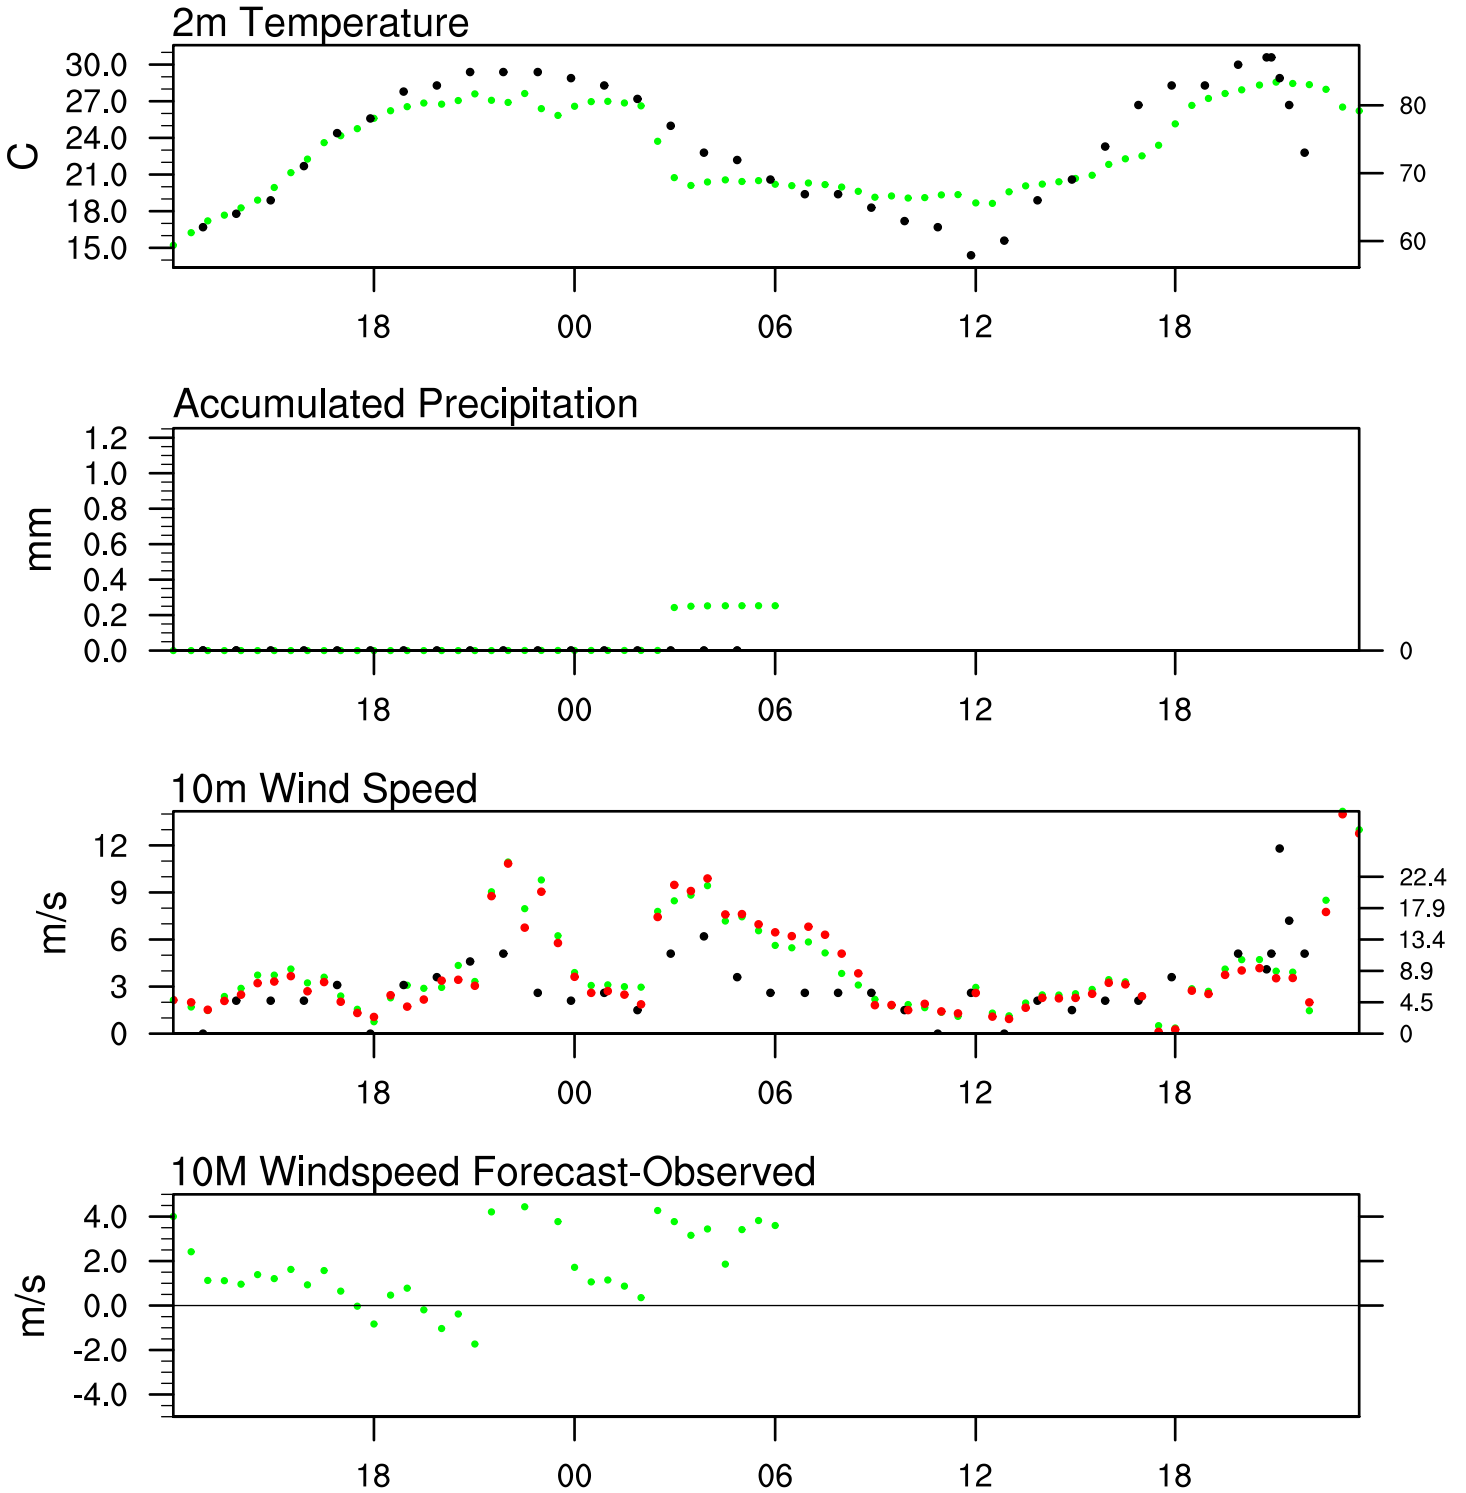 2m Temperature
30.0
27.0
24.0
21.0
18.0
15.0
C
80
70
60
18 00 06 12 18
Accumulated Precipitation
1.2
1.0
0.8
0.6
0.4
0.2
0.0
mm
0
18 00 06 12 18
10m Wind Speed
12
9
6
3
0
m/s
22.4
17.9
13.4
8.9
4.5
0
18 00 06 12 18
10M Windspeed Forecast-Observed
4.0
2.0
0.0
-2.0
-4.0
m/s
18 00 06 12 18